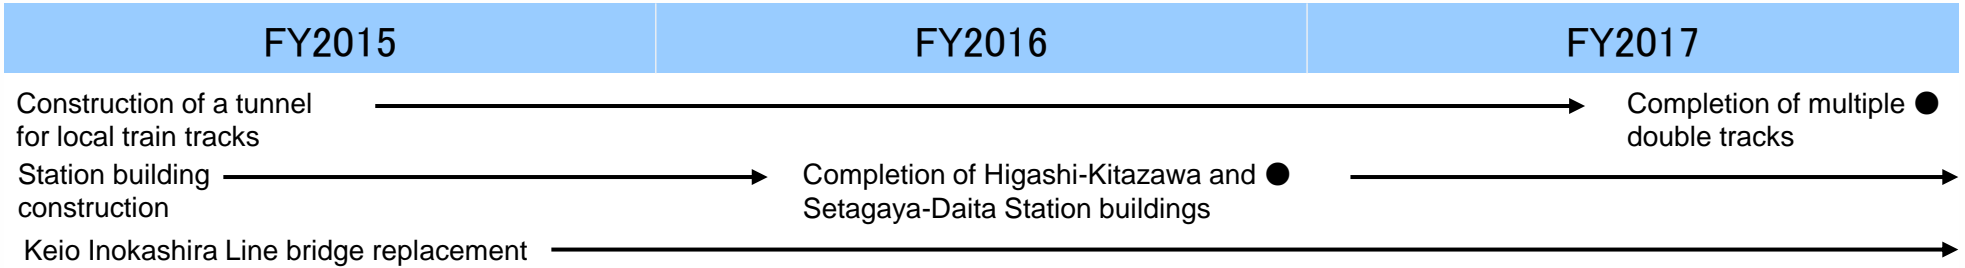 FY2015
FY2016
FY2017
Construction of a tunnel
for local train tracks
Completion of multiple ●
double tracks
Station building
construction
Completion of Higashi-Kitazawa and ●
Setagaya-Daita Station buildings
Keio Inokashira Line bridge replacement